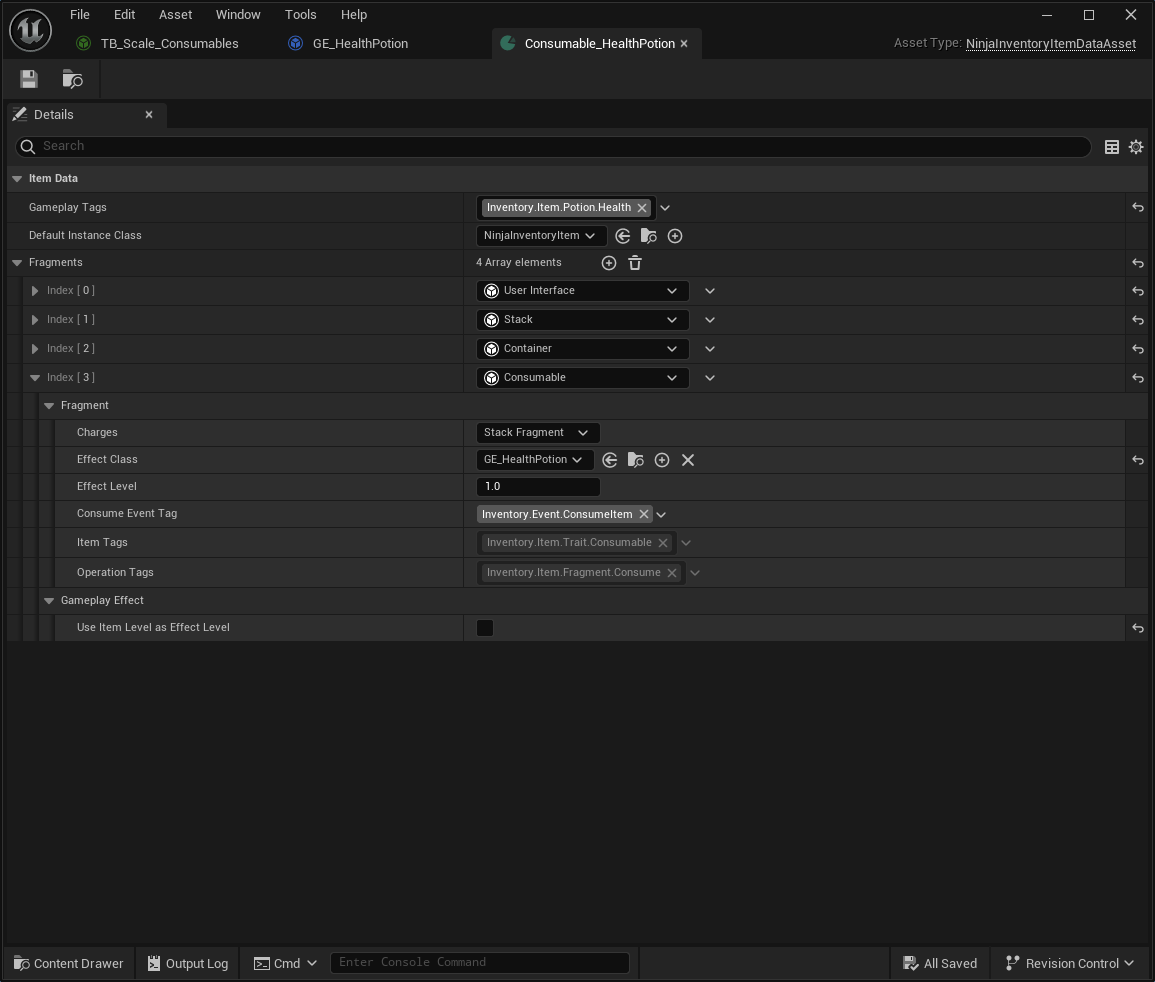 File Edit Asset Window Tools Help
TB_Scale_Consumables GE_HealthPotion Consumable_HealthPotion Asset Type: NinjaInventoryItemDataAsset
Details
Search
Item Data
Gameplay Tags Inventory.Item.Potion.Health
Default Instance Class NinjaInventoryItem
Fragments 4 Array elements
Index [ 0 ] User Interface
Index [ 1 ] Stack
Index [ 2 ] Container
Index [ 3 ] Consumable
Fragment
Charges Stack Fragment
Effect Class GE_HealthPotion
Effect Level 1.0
Consume Event Tag Inventory.Event.ConsumeItem
Item Tags Inventory.Item.Trait.Consumable
Operation Tags Inventory.Item.Fragment.Consume
Gameplay Effect
Use Item Level as Effect Level
Content Drawer Output Log Cmd Enter Console Command All Saved Revision Control